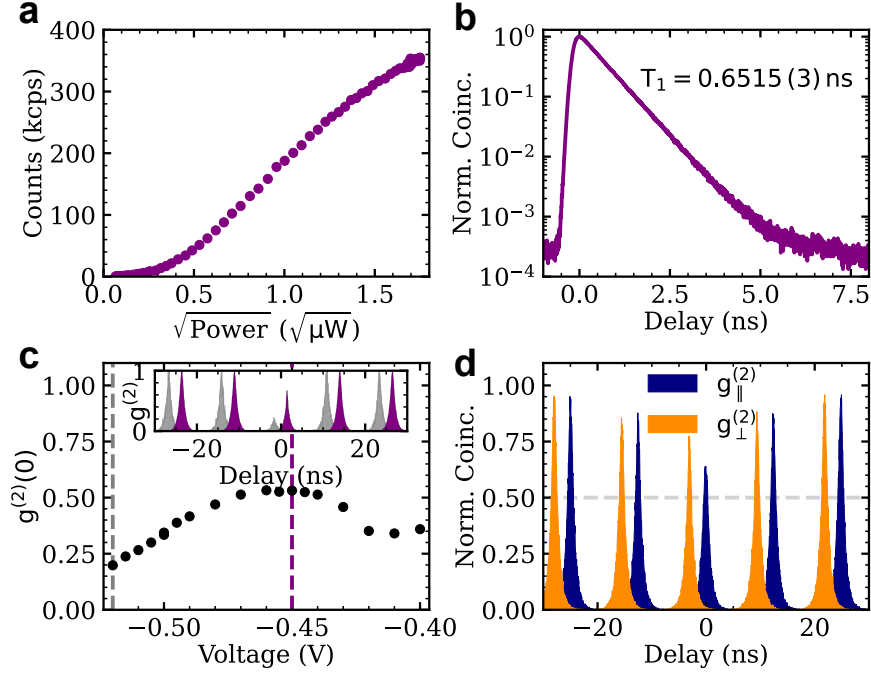 a
400
300
200
100
0
Counts (kcps)
0.0 0.5 1.0 1.5
√Power (√μW)
b
T₁ = 0.6515 (3) ns
10⁰
10⁻¹
10⁻²
10⁻³
10⁻⁴
Norm. Coinc.
0.0 2.5 5.0 7.5
Delay (ns)
c
1.00
0.75
0.50
0.25
0.00
g⁽²⁾(0)
1
0
g⁽²⁾
−20 0 20
Delay (ns)
−0.50 −0.45 −0.40
Voltage (V)
d
g∥⁽²⁾
g⊥⁽²⁾
1.00
0.75
0.50
0.25
0.00
Norm. Coinc.
−20 0 20
Delay (ns)